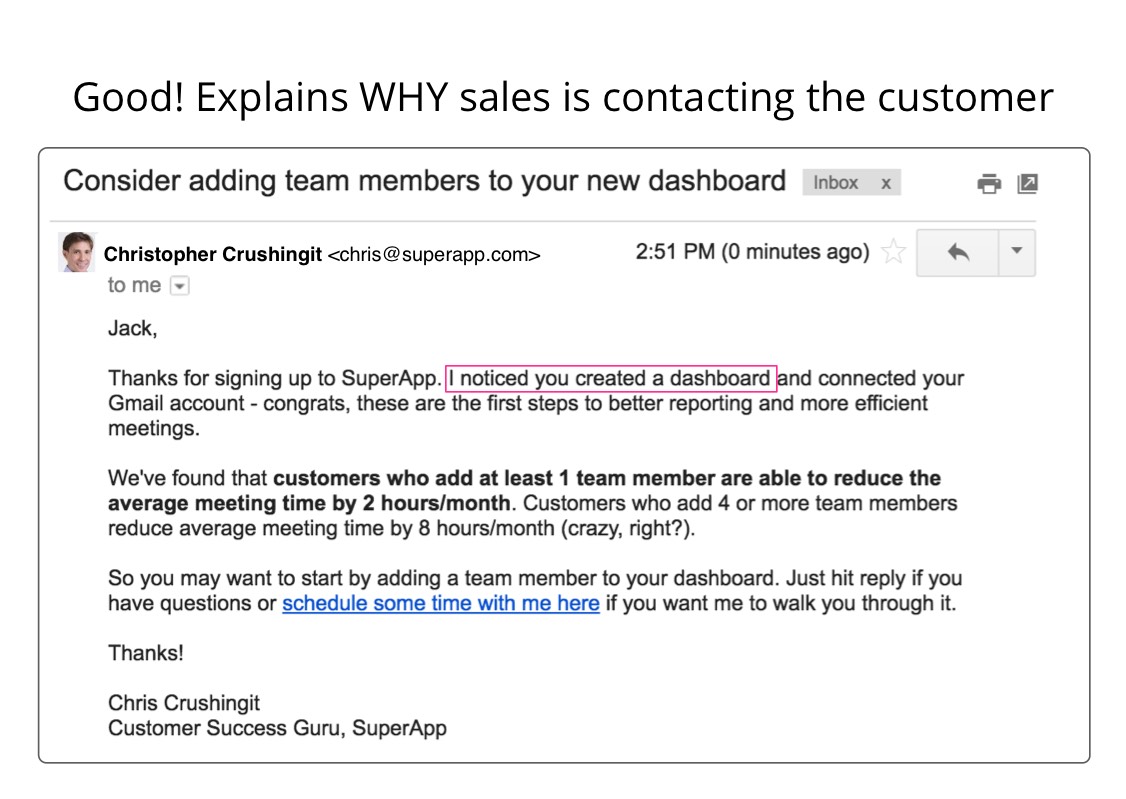 Good! Explains WHY sales is contacting the customer
Consider adding team members to your new dashboard Inbox x
Christopher Crushingit <chris@superapp.com> 2:51 PM (0 minutes ago)
to me
Jack,
Thanks for signing up to SuperApp. I noticed you created a dashboard and connected your
Gmail account - congrats, these are the first steps to better reporting and more efficient
meetings.
We've found that customers who add at least 1 team member are able to reduce the
average meeting time by 2 hours/month. Customers who add 4 or more team members
reduce average meeting time by 8 hours/month (crazy, right?).
So you may want to start by adding a team member to your dashboard. Just hit reply if you
have questions or schedule some time with me here if you want me to walk you through it.
Thanks!
Chris Crushingit
Customer Success Guru, SuperApp